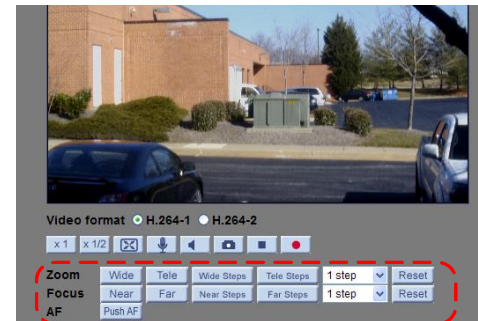 Video format H.264-1 H.264-2
x 1 x 1/2
Zoom Wide Tele Wide Steps Tele Steps 1 step Reset
Focus Near Far Near Steps Far Steps 1 step Reset
AF Push AF